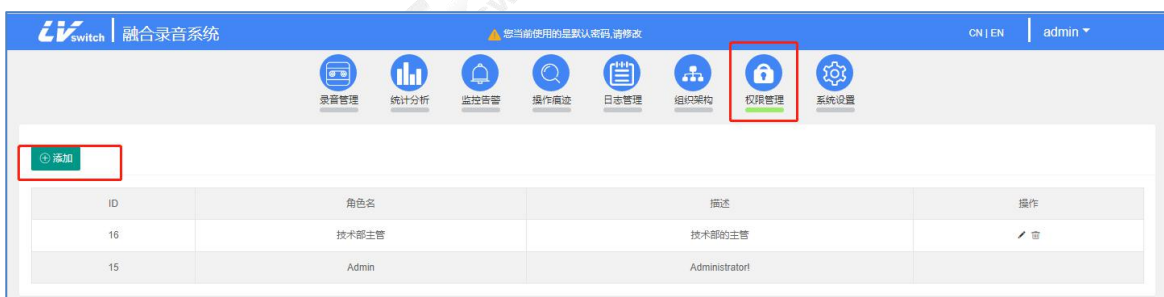 LVswitch 融合录音系统 您当前使用的是默认密码,请修改 CN | EN admin
录音管理 统计分析 监控告警 操作痕迹 日志管理 组织架构 权限管理 系统设置
添加
ID 角色名 描述 操作
16 技术部主管 技术部的主管
15 Admin Administrator!